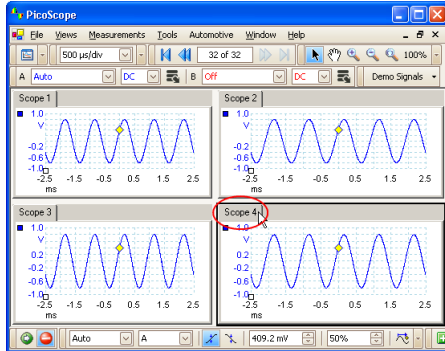 PicoScope
File Views Measurements Tools Automotive Window Help
500 µs/div 32 of 32 100%
A Auto DC B Off DC Demo Signals
Scope 1 Scope 2
1.0 1.0
V V
-0.2 -0.2
-0.6 -0.6
-1.0 -1.0
-2.5 -1.5 -0.5 0.5 1.5 2.5 -2.5 -1.5 -0.5 0.5 1.5 2.5
ms ms
Scope 3 Scope 4
1.0 1.0
V V
0.2 0.2
-0.2 -0.2
-0.6 -0.6
-1.0 -1.0
-2.5 -1.5 -0.5 0.5 1.5 2.5 -2.5 -1.5 -0.5 0.5 1.5 2.5
ms ms
Auto A 409.2 mV 50%